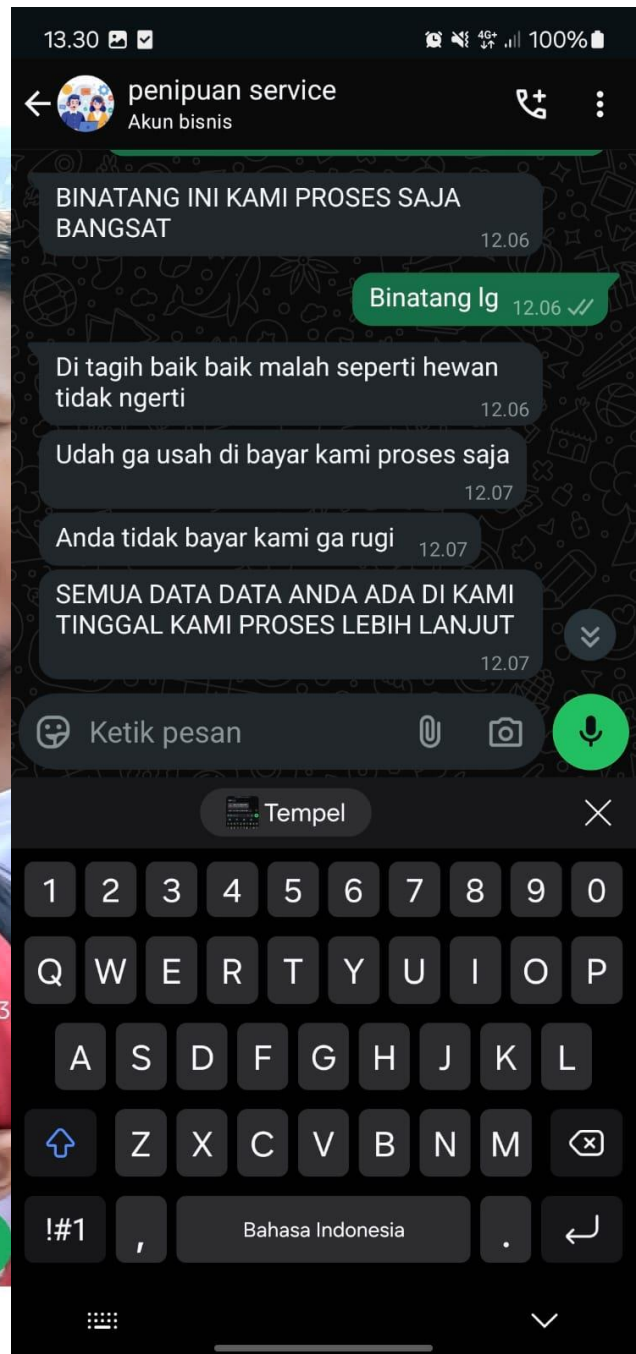 13.30
4G+
100%
penipuan service
Akun bisnis
BINATANG INI KAMI PROSES SAJA
BANGSAT
12.06
Binatang lg 12.06
Di tagih baik baik malah seperti hewan
tidak ngerti
12.06
Udah ga usah di bayar kami proses saja
12.07
Anda tidak bayar kami ga rugi 12.07
SEMUA DATA DATA ANDA ADA DI KAMI
TINGGAL KAMI PROSES LEBIH LANJUT
12.07
Ketik pesan
Tempel
1 2 3 4 5 6 7 8 9 0
Q W E R T Y U I O P
A S D F G H J K L
3
Z X C V B N M
!#1 , Bahasa Indonesia .